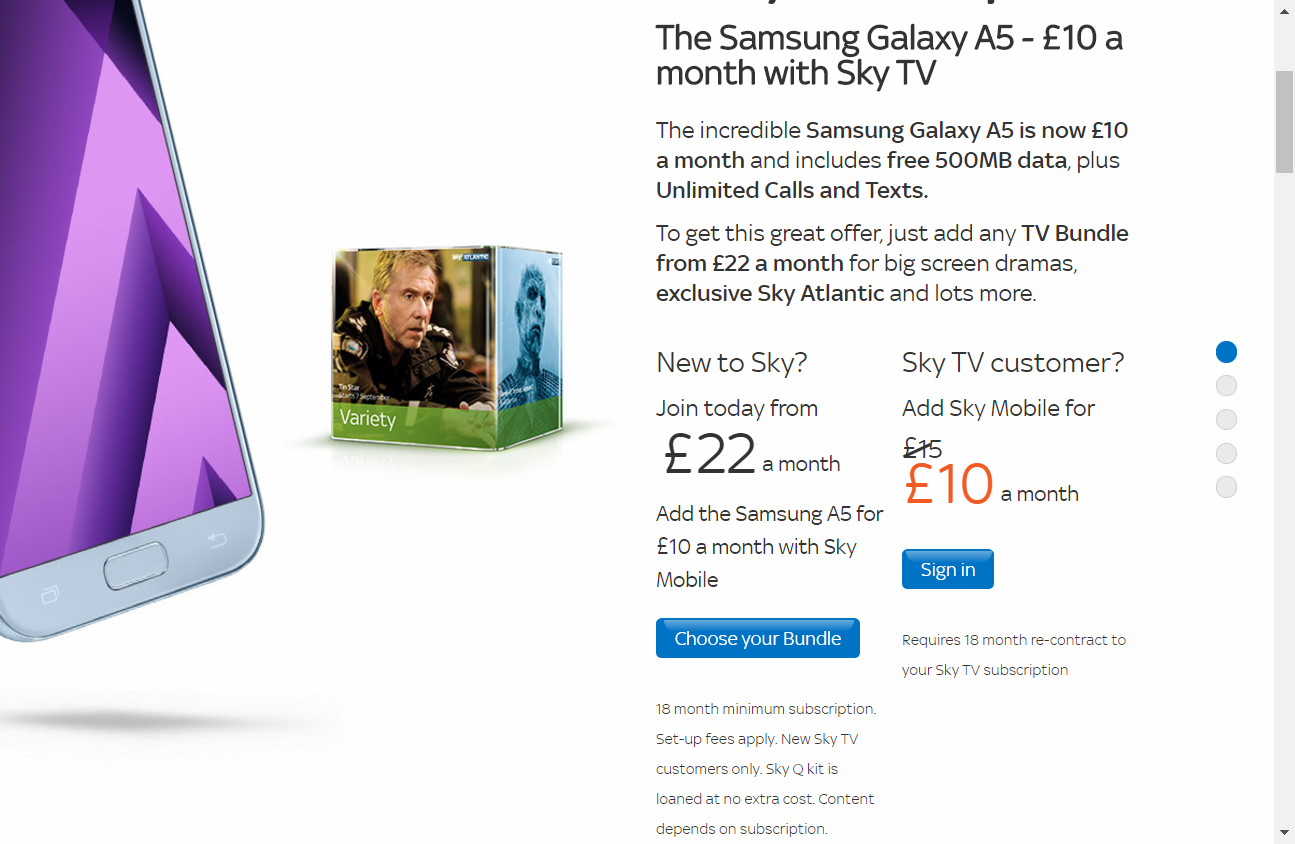 The Samsung Galaxy A5 - £10 a
month with Sky TV
The incredible Samsung Galaxy A5 is now £10
a month and includes free 500MB data, plus
Unlimited Calls and Texts.
To get this great offer, just add any TV Bundle
from £22 a month for big screen dramas,
exclusive Sky Atlantic and lots more.
sky ATLANTIC
Tin Star
Starts 7 September
Variety
New to Sky?
Join today from
£22 a month
Add the Samsung A5 for
£10 a month with Sky
Mobile
Choose your Bundle
18 month minimum subscription.
Set-up fees apply. New Sky TV
customers only. Sky Q kit is
loaned at no extra cost. Content
depends on subscription.
Sky TV customer?
Add Sky Mobile for
£15
£10 a month
Sign in
Requires 18 month re-contract to
your Sky TV subscription